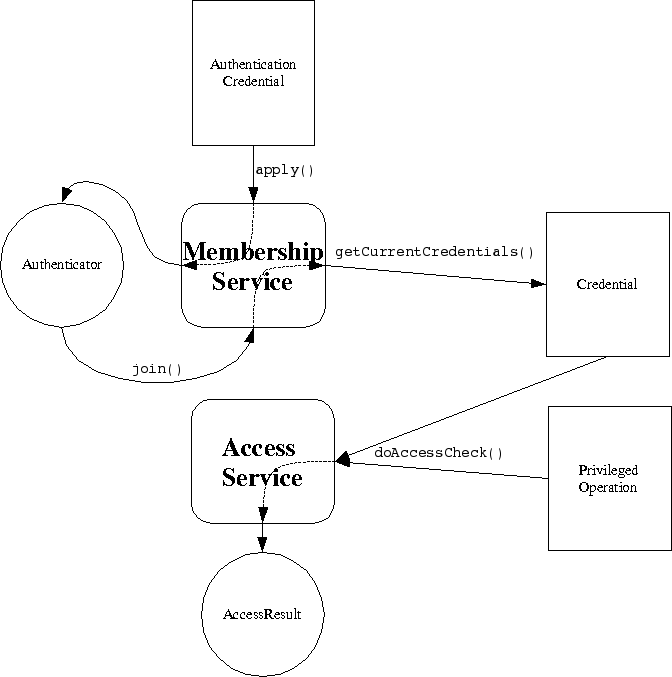 Authentication
Credential
apply()
Membership
Service
getCurrentCredentials()
Authenticator
Credential
join()
Access
Service
doAccessCheck()
Privileged
Operation
AccessResult